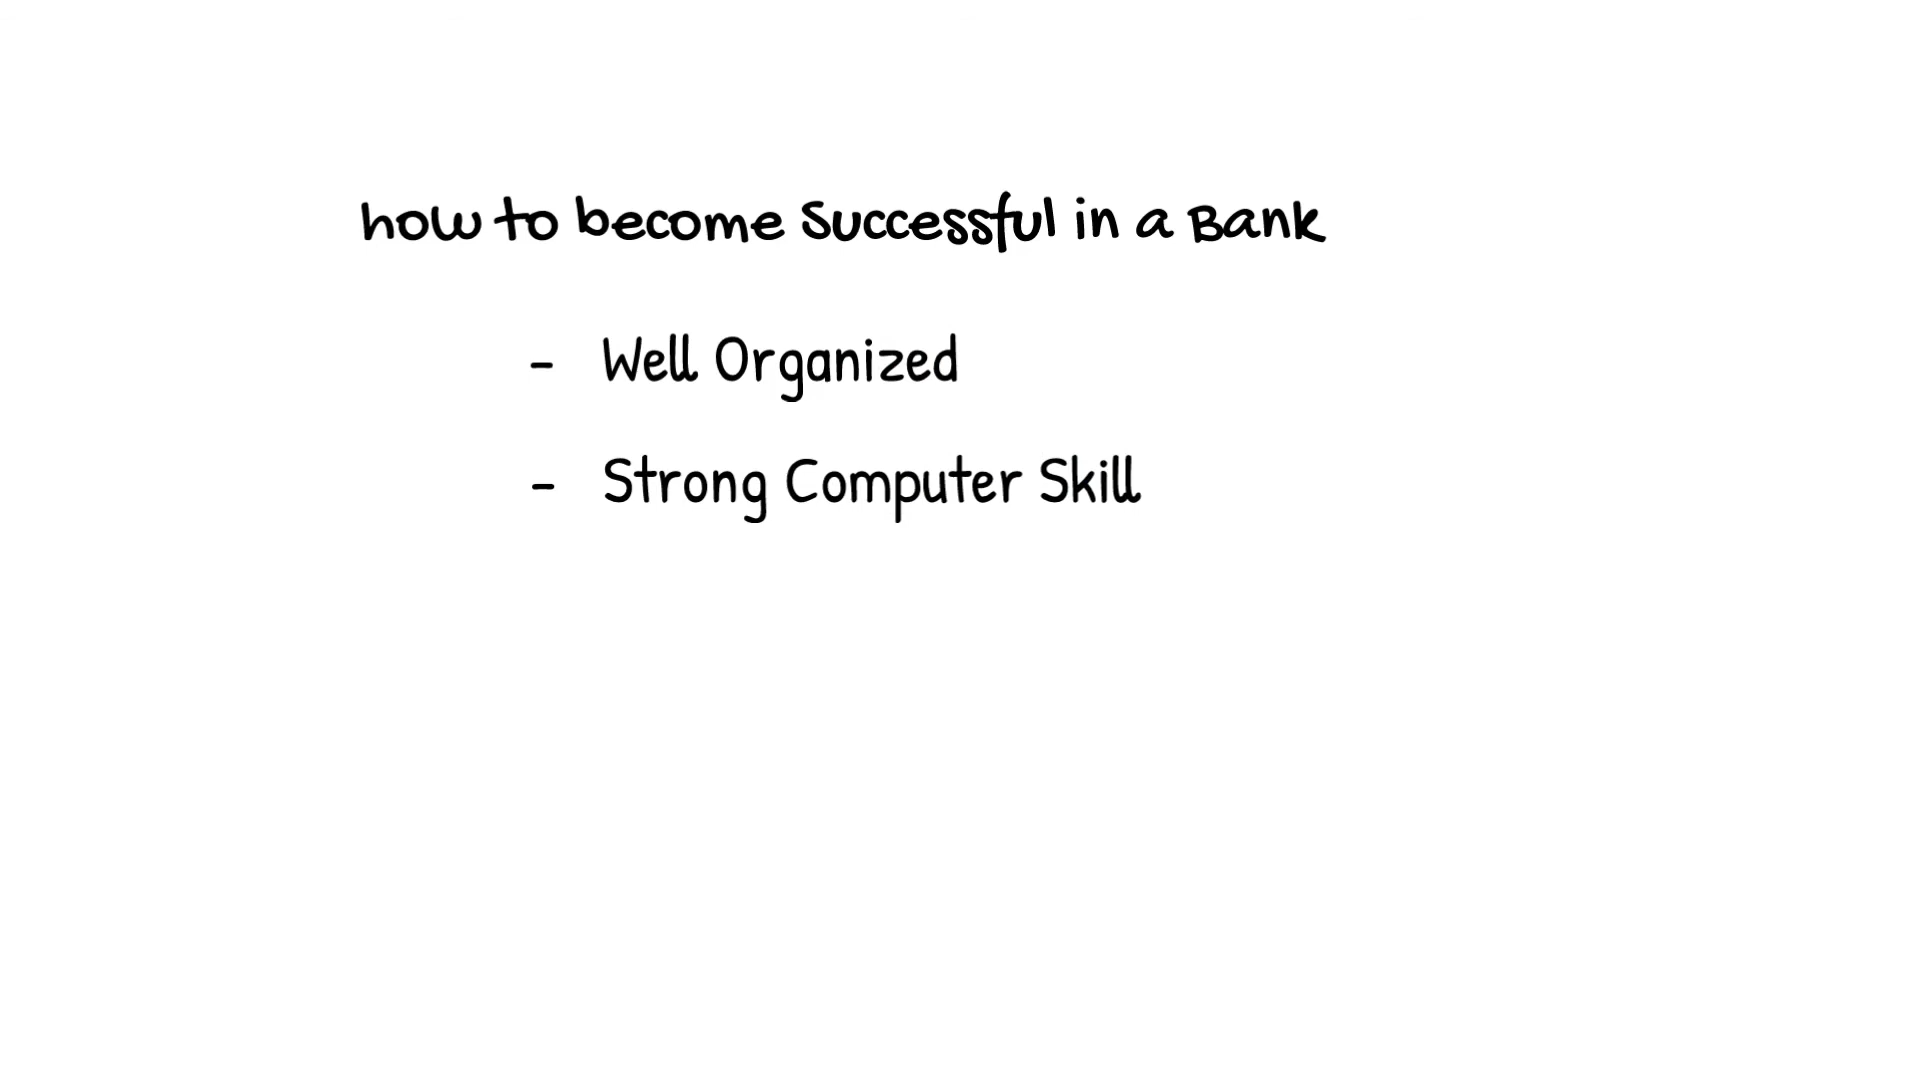 how to become Successful in a Bank
- Well Organized
- Strong Computer Skill